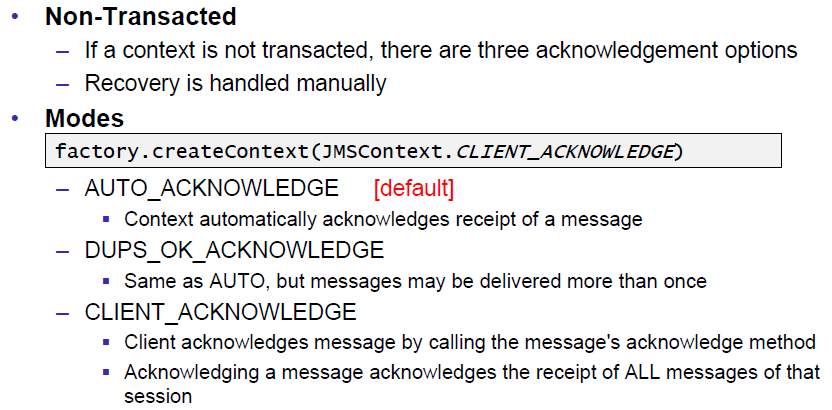 • Non-Transacted
– If a context is not transacted, there are three acknowledgement options
– Recovery is handled manually
• Modes
factory.createContext(JMSContext.CLIENT_ACKNOWLEDGE)
– AUTO_ACKNOWLEDGE [default]
▪ Context automatically acknowledges receipt of a message
– DUPS_OK_ACKNOWLEDGE
▪ Same as AUTO, but messages may be delivered more than once
– CLIENT_ACKNOWLEDGE
▪ Client acknowledges message by calling the message's acknowledge method
▪ Acknowledging a message acknowledges the receipt of ALL messages of that
session